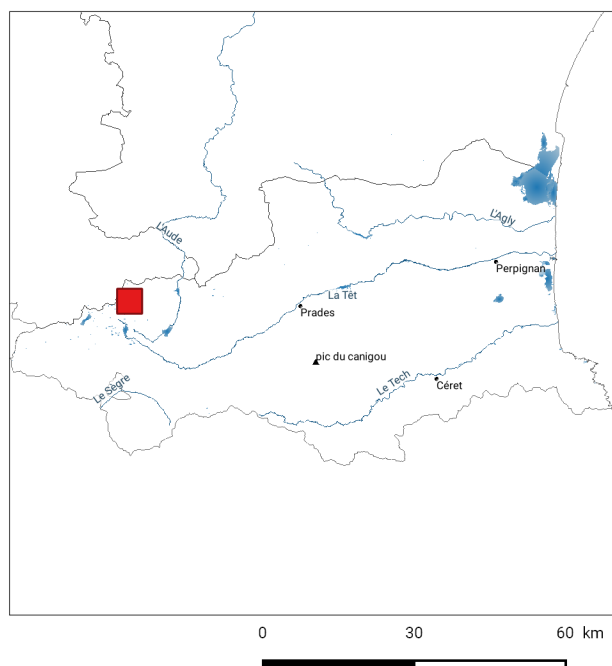 L'Aude
L'Agly
Perpignan
La Têt
Prades
pic du canigou
Le Tech
Céret
Le Sègre
0 30 60 km